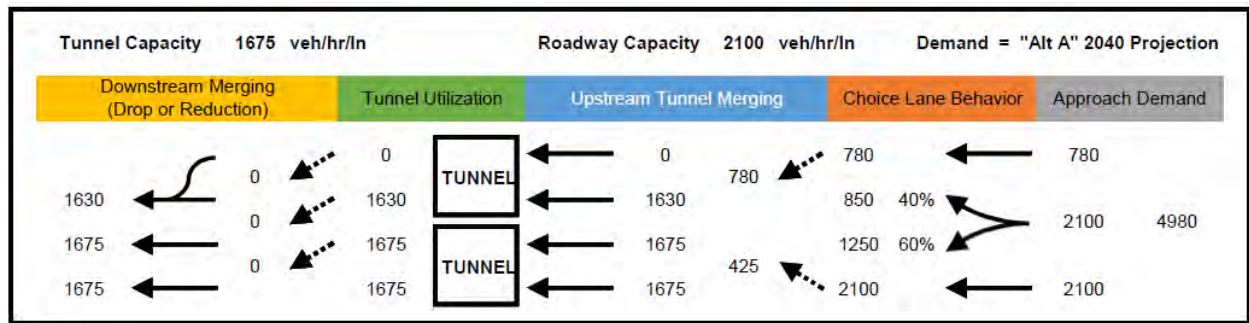 Tunnel Capacity 1675 veh/hr/ln Roadway Capacity 2100 veh/hr/ln Demand = "Alt A" 2040 Projection
Downstream Merging
(Drop or Reduction)
Tunnel Utilization
Upstream Tunnel Merging
Choice Lane Behavior
Approach Demand
0 TUNNEL 0 780 780
0 780
1630 1630 1630 850 40%
0 2100 4980
1675 1675 TUNNEL 1675 1250 60%
0 425
1675 1675 1675 2100 2100